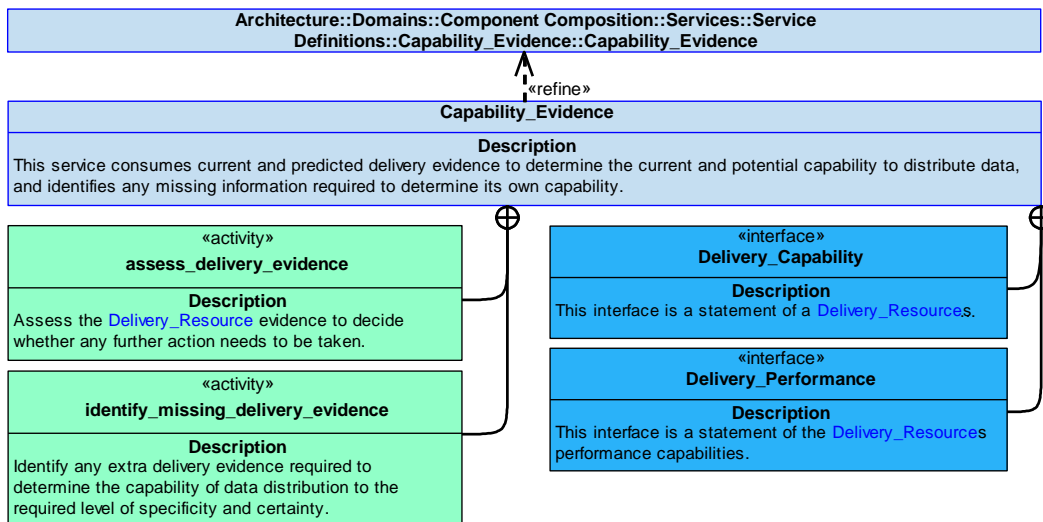 Architecture::Domains::Component Composition::Services::Service
Definitions::Capability_Evidence::Capability_Evidence
«refine»
Capability_Evidence
Description
This service consumes current and predicted delivery evidence to determine the current and potential capability to distribute data,
and identifies any missing information required to determine its own capability.
«activity»
assess_delivery_evidence
Description
Assess the Delivery_Resource evidence to decide
whether any further action needs to be taken.
«activity»
identify_missing_delivery_evidence
Description
Identify any extra delivery evidence required to
determine the capability of data distribution to the
required level of specificity and certainty.
«interface»
Delivery_Capability
Description
This interface is a statement of a Delivery_Resources.
«interface»
Delivery_Performance
Description
This interface is a statement of the Delivery_Resources
performance capabilities.